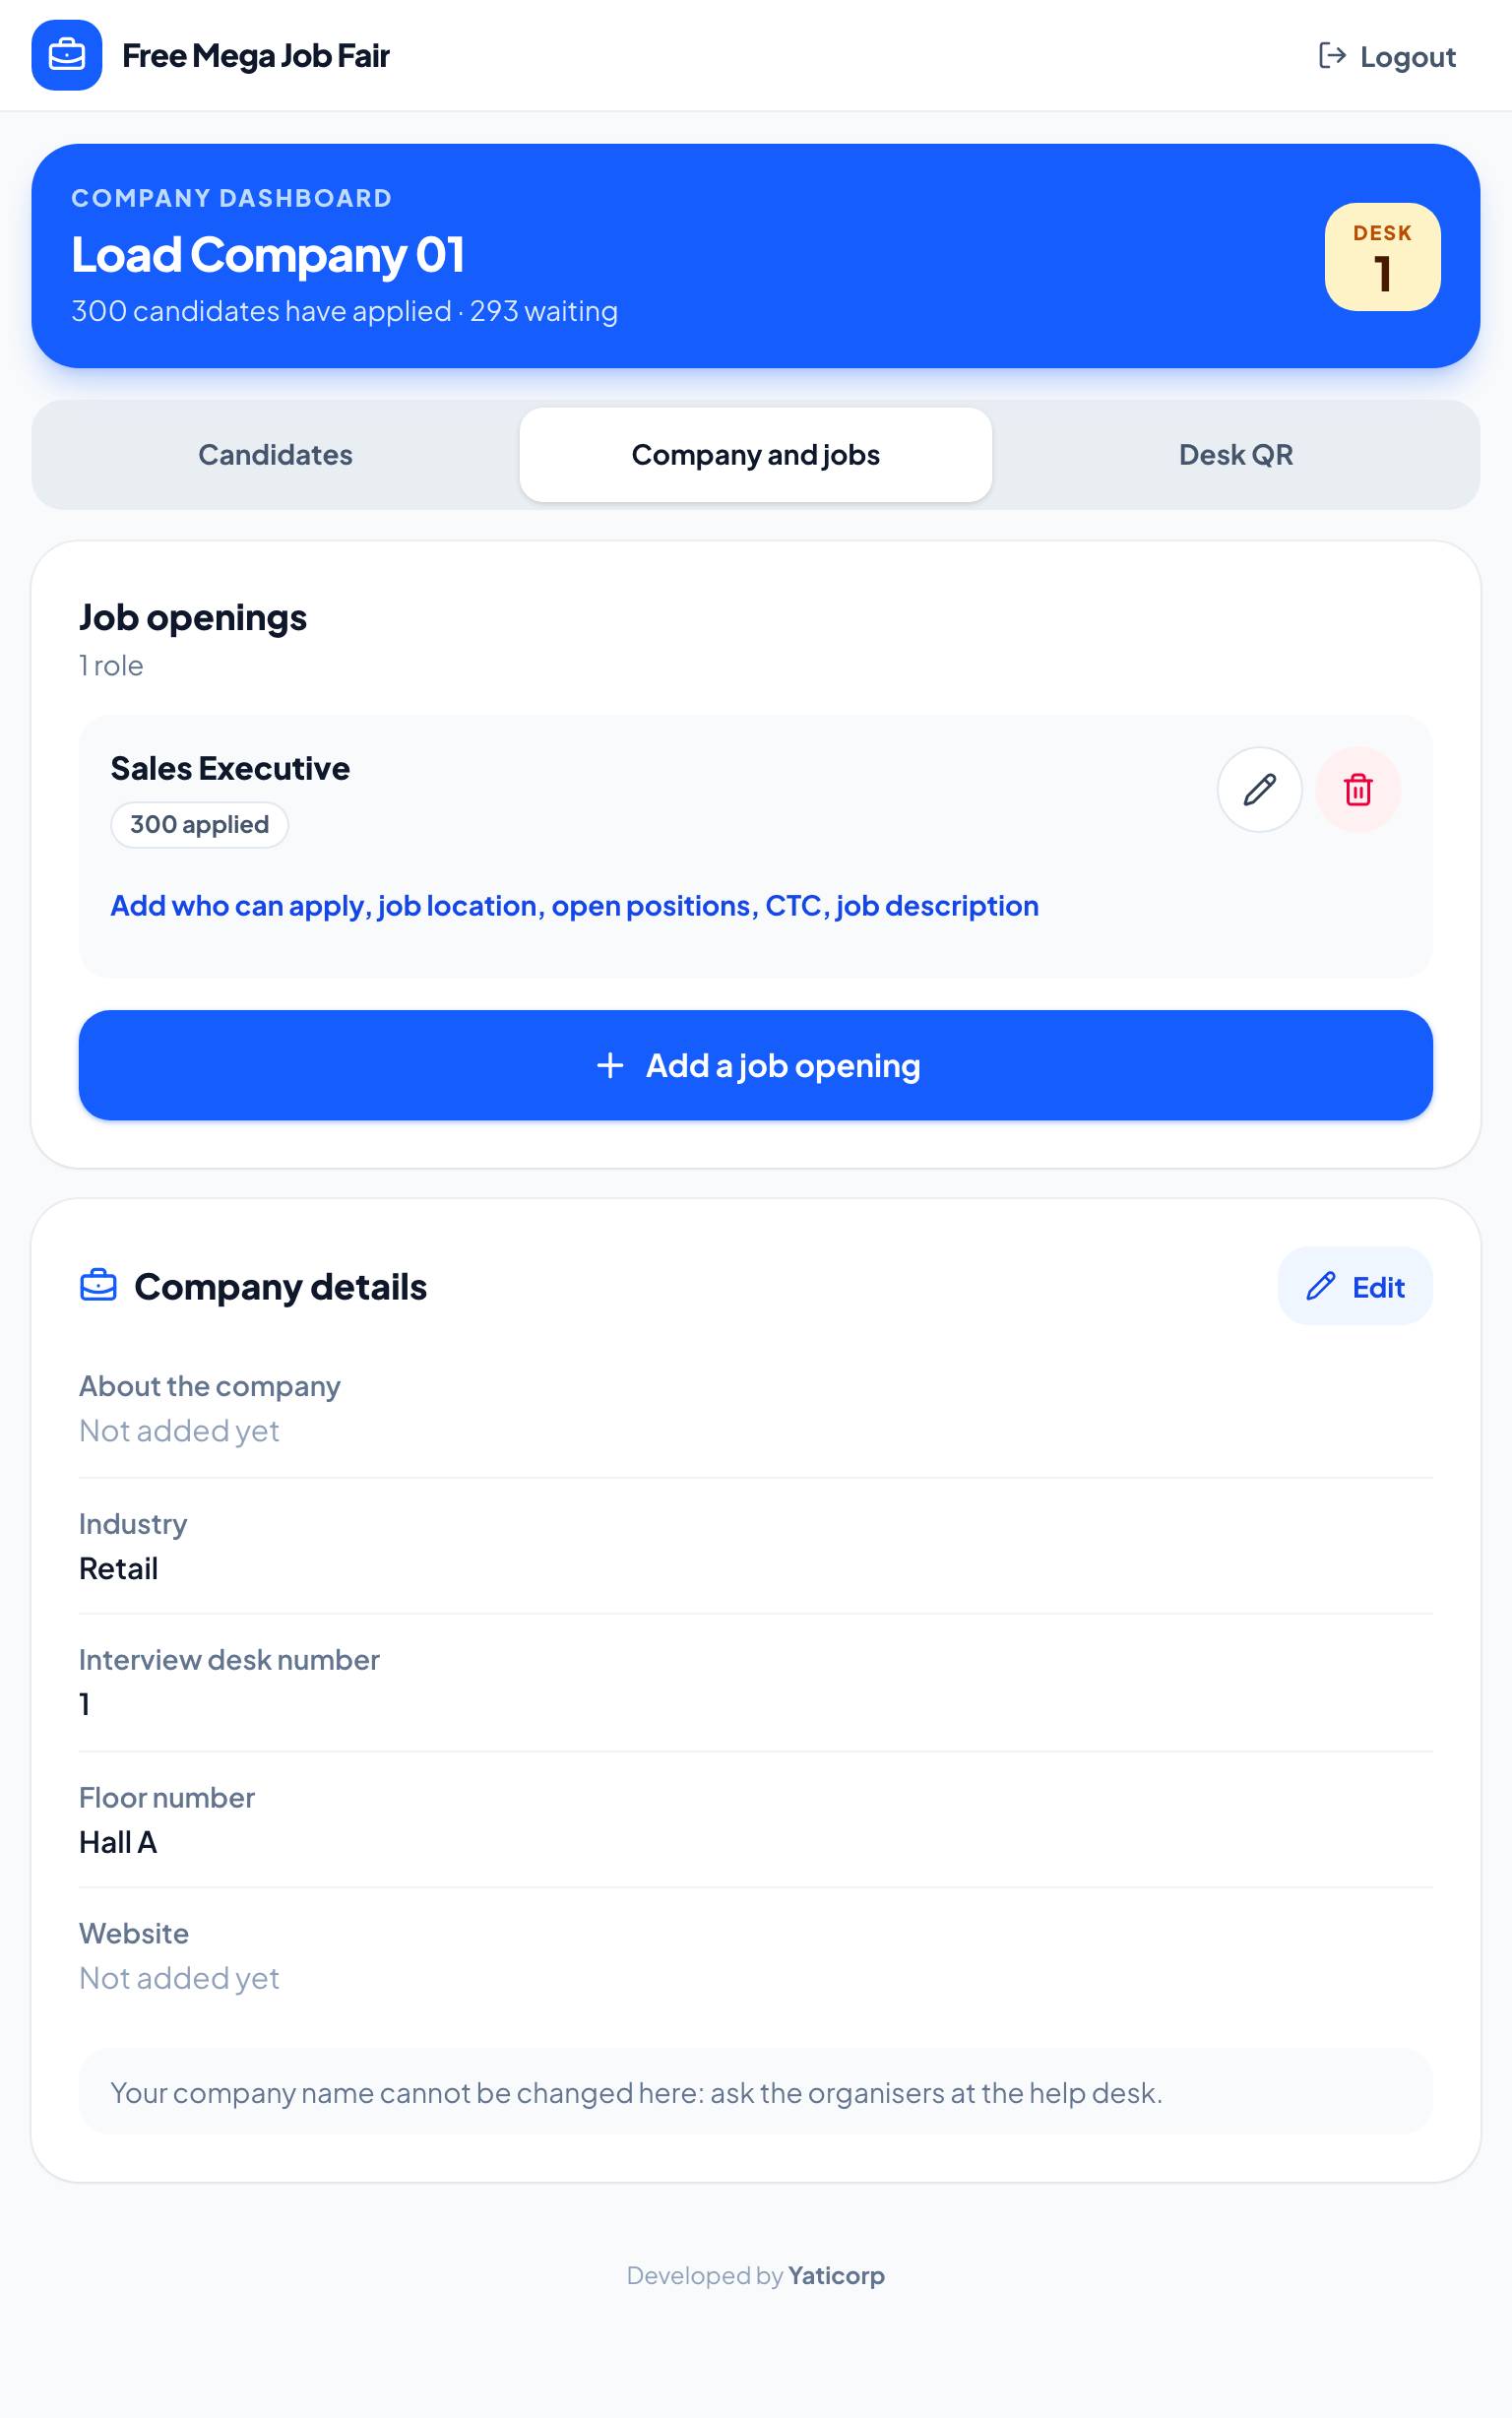 Free Mega Job Fair
Logout
COMPANY DASHBOARD
Load Company 01
300 candidates have applied · 293 waiting
DESK
1
Candidates
Company and jobs
Desk QR
Job openings
1 role
Sales Executive
300 applied
Add who can apply, job location, open positions, CTC, job description
Add a job opening
Company details
Edit
About the company
Not added yet
Industry
Retail
Interview desk number
1
Floor number
Hall A
Website
Not added yet
Your company name cannot be changed here: ask the organisers at the help desk.
Developed by Yaticorp